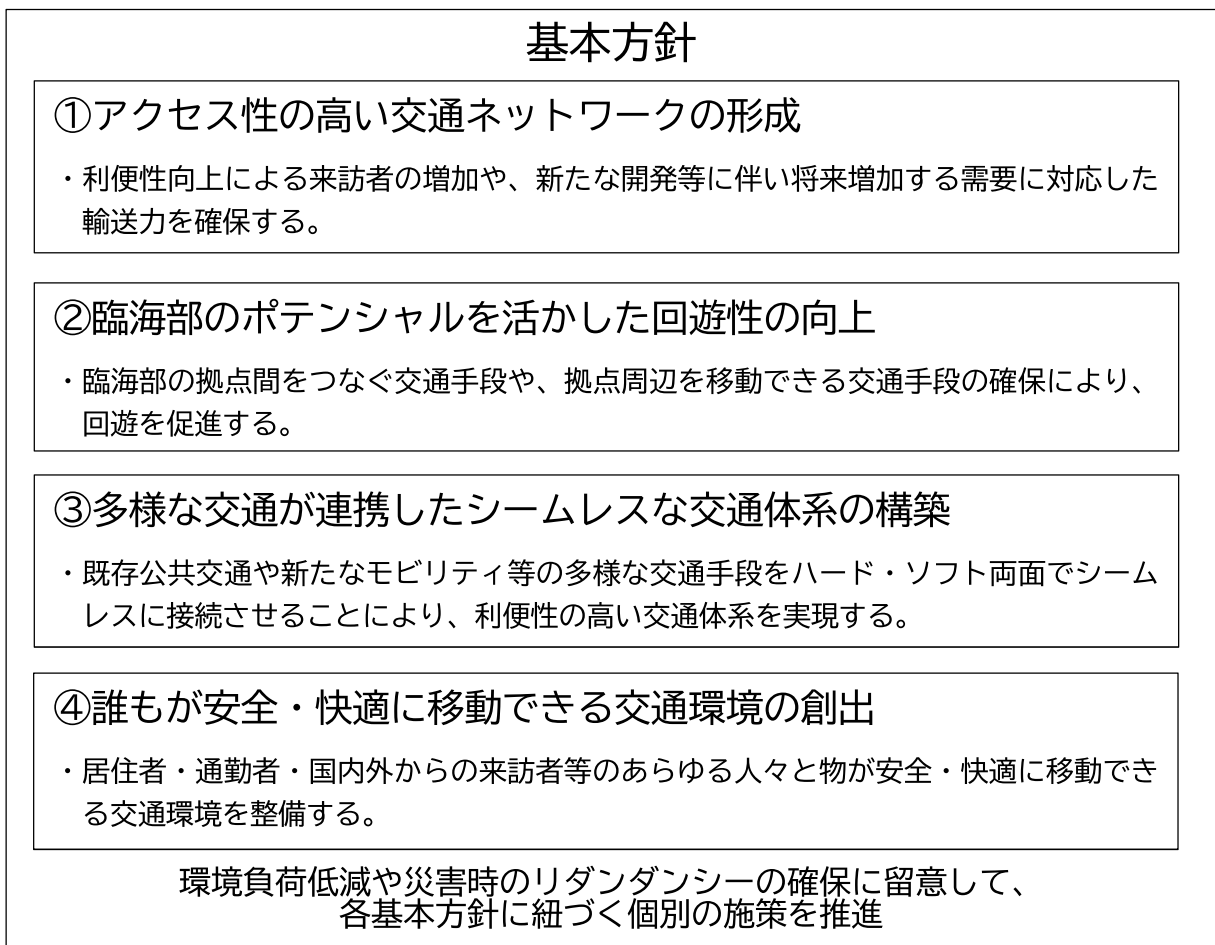 基本方針
①アクセス性の高い交通ネットワークの形成
・利便性向上による来訪者の増加や、新たな開発等に伴い将来増加する需要に対応した
輸送力を確保する。
②臨海部のポテンシャルを活かした回遊性の向上
・臨海部の拠点間をつなぐ交通手段や、拠点周辺を移動できる交通手段の確保により、
回遊を促進する。
③多様な交通が連携したシームレスな交通体系の構築
・既存公共交通や新たなモビリティ等の多様な交通手段をハード・ソフト両面でシーム
レスに接続させることにより、利便性の高い交通体系を実現する。
④誰もが安全・快適に移動できる交通環境の創出
・居住者・通勤者・国内外からの来訪者等のあらゆる人々と物が安全・快適に移動でき
る交通環境を整備する。
環境負荷低減や災害時のリダンダンシーの確保に留意して、
各基本方針に紐づく個別の施策を推進